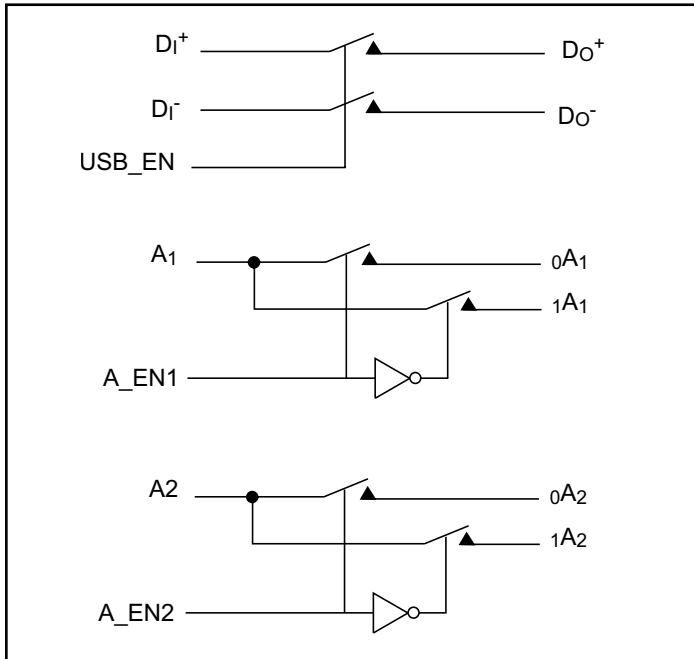 DI+ DO+
DI- DO-
USB_EN
A1 0A1
1A1
A_EN1
A2 0A2
1A2
A_EN2